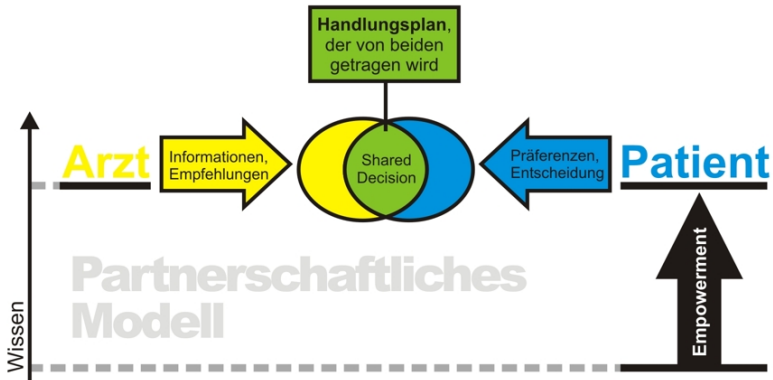 Handlungsplan,
der von beiden
getragen wird
Arzt
Informationen,
Empfehlungen
Shared
Decision
Präferenzen,
Entscheidung
Patient
Partnerschaftliches
Modell
Empowerment
Wissen